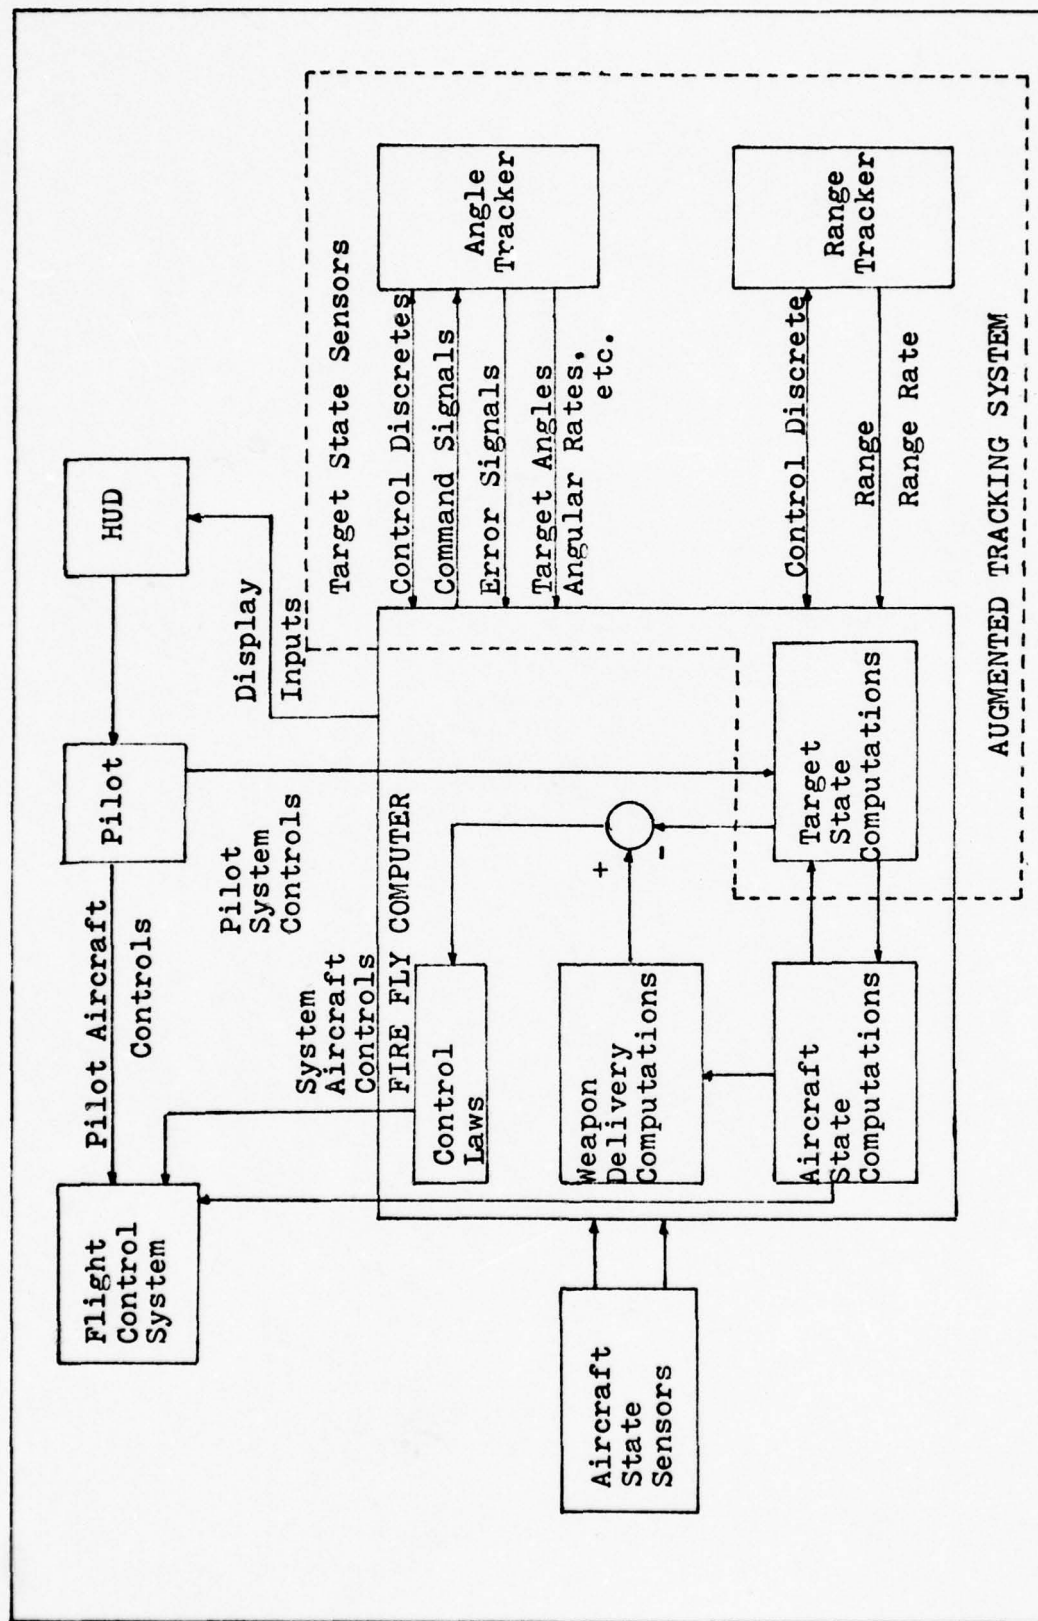 Flight
Control
System
Pilot Aircraft
Controls
Pilot
HUD
Pilot
System
Controls
Display
Inputs
System
Aircraft
Controls
FIRE FLY COMPUTER
Target State Sensors
Control
Laws
Control Discretes
Command Signals
Error Signals
Target Angles
Angular Rates,
etc.
Angle
Tracker
Aircraft
State
Sensors
Weapon
Delivery
Computations
+
-
Aircraft
State
Computations
Target
State
Computations
Control Discrete
Range
Range Rate
Range
Tracker
AUGMENTED TRACKING SYSTEM